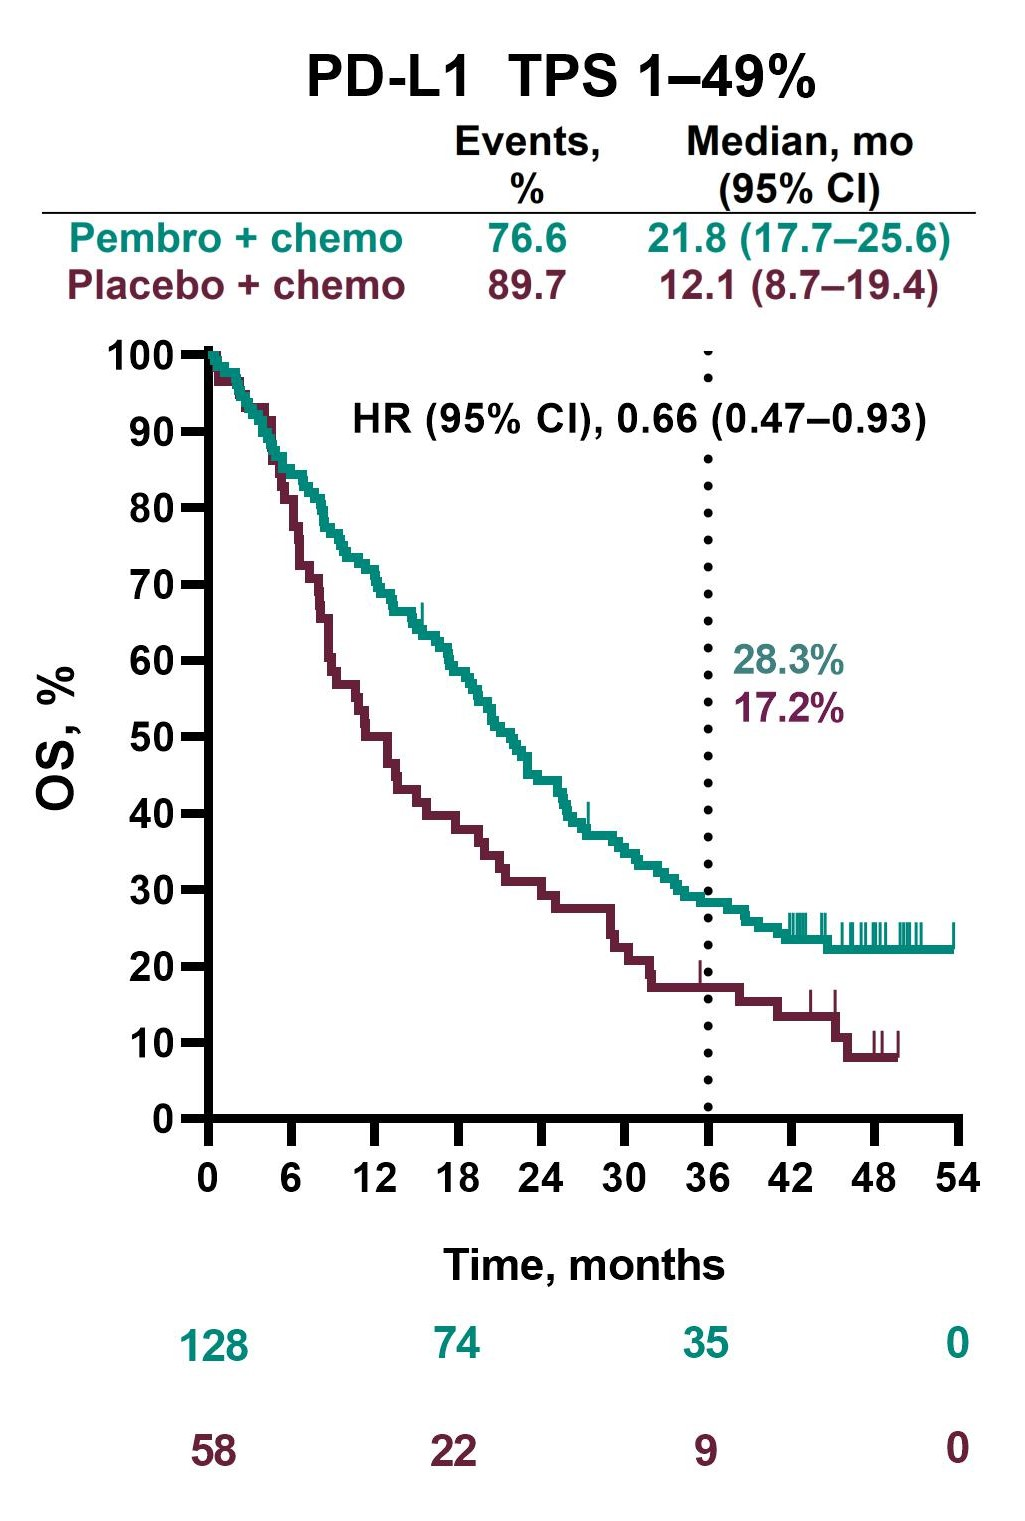 PD-L1 TPS 1–49%
Events, Median, mo
% (95% CI)
Pembro + chemo 76.6 21.8 (17.7–25.6)
Placebo + chemo 89.7 12.1 (8.7–19.4)
HR (95% CI), 0.66 (0.47–0.93)
28.3%
17.2%
OS, %
100
90
80
70
60
50
40
30
20
10
0
0 6 12 18 24 30 36 42 48 54
Time, months
128 74 35 0
58 22 9 0